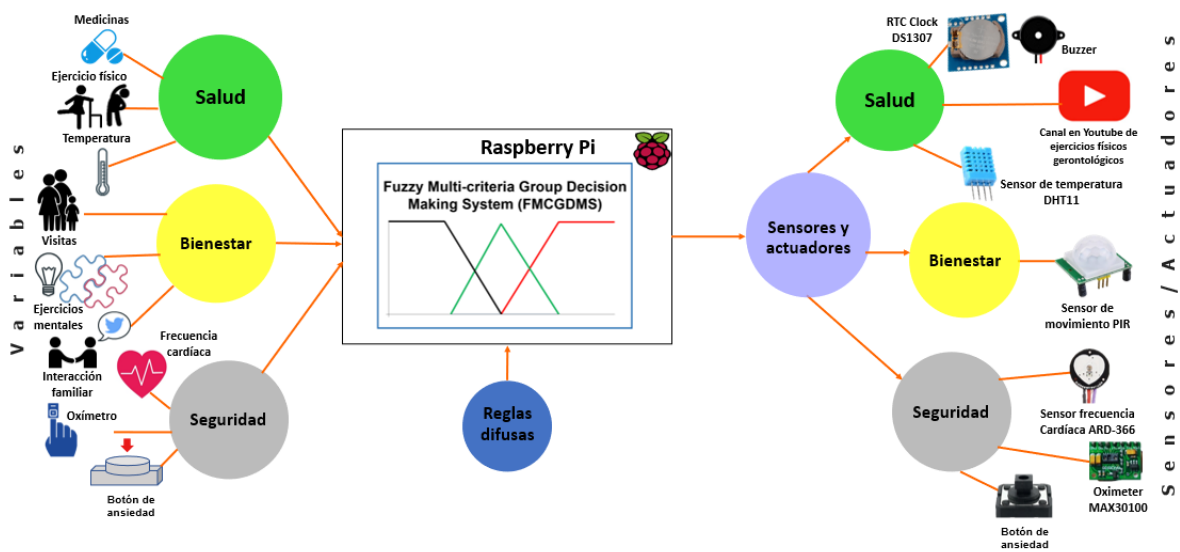 Variables
Medicinas
Ejercicio físico
Temperatura
Salud
Visitas
Bienestar
Ejercicios
mentales
Interacción
familiar
Frecuencia
cardíaca
Oxímetro
Seguridad
Botón de
ansiedad
Raspberry Pi
Fuzzy Multi-criteria Group Decision
Making System (FMCGDMS)
Reglas
difusas
Sensores y
actuadores
Salud
RTC Clock
DS1307
Buzzer
Canal en Youtube de
ejercicios físicos
gerontológicos
Sensor de temperatura
DHT11
Bienestar
Sensor de
movimiento PIR
Seguridad
Sensor frecuencia
Cardíaca ARD-366
Oximeter
MAX30100
Botón de
ansiedad
Sensores/Actuadores